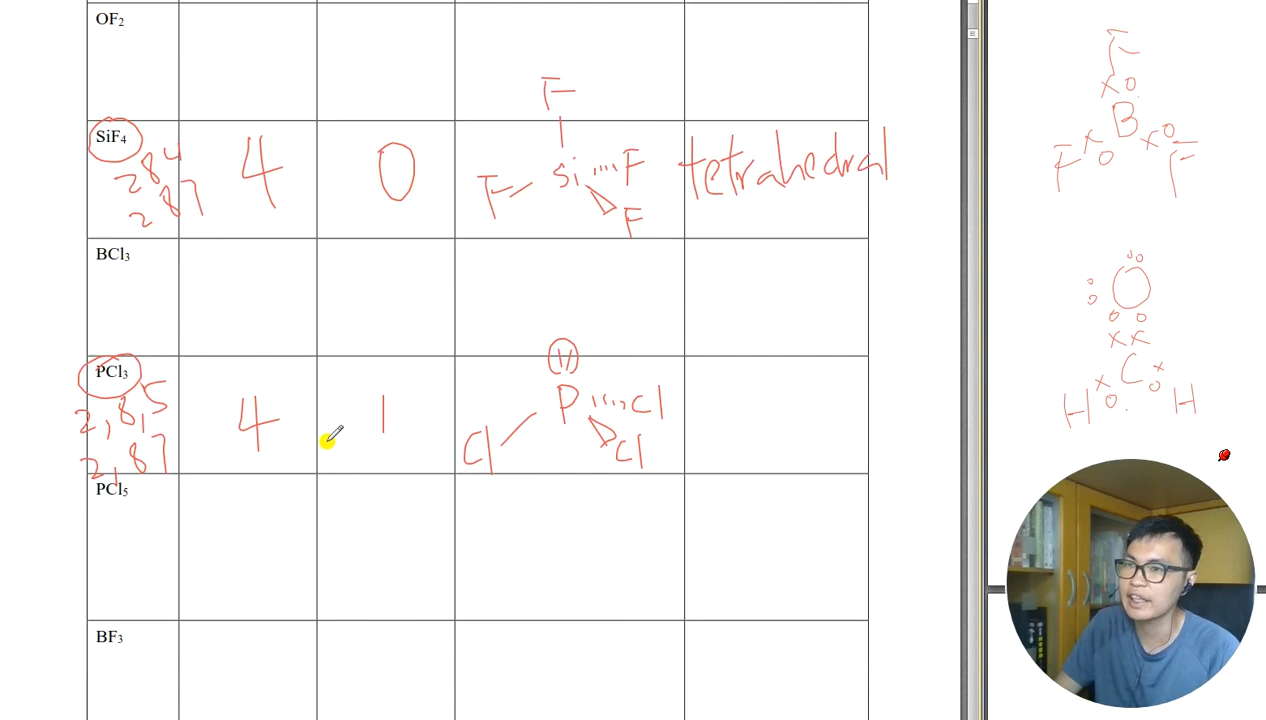 OF2
F
SiF4
2 8 4
2 8 7
4
0
Si F
F
F
tetrahedral
BCl3
PCl3
2,8,5
2,8 7
4
1
P Cl
Cl
Cl
PCl5
BF3
F
xo
B
F x o
x o F
C
H x o
x o H